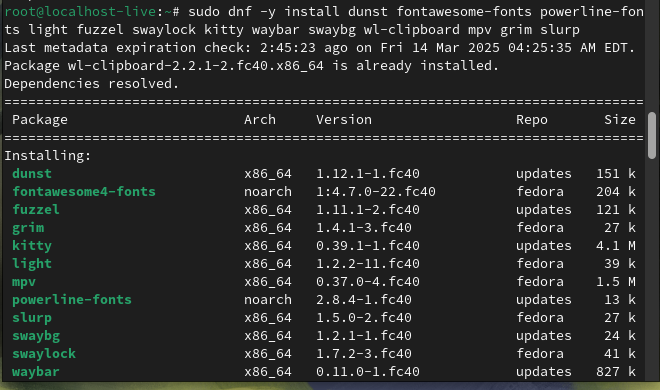 root@localhost-live:~# sudo dnf -y install dunst fontawesome-fonts powerline-fon
ts light fuzzel swaylock kitty waybar swaybg wl-clipboard mpv grim slurp
Last metadata expiration check: 2:45:23 ago on Fri 14 Mar 2025 04:25:35 AM EDT.
Package wl-clipboard-2.2.1-2.fc40.x86_64 is already installed.
Dependencies resolved.
================================================================================
Package Arch Version Repo Size
================================================================================
Installing:
dunst x86_64 1.12.1-1.fc40 updates 151 k
fontawesome4-fonts noarch 1:4.7.0-22.fc40 fedora 204 k
fuzzel x86_64 1.11.1-2.fc40 updates 121 k
grim x86_64 1.4.1-3.fc40 fedora 27 k
kitty x86_64 0.39.1-1.fc40 updates 4.1 M
light x86_64 1.2.2-11.fc40 fedora 39 k
mpv x86_64 0.37.0-4.fc40 fedora 1.5 M
powerline-fonts noarch 2.8.4-1.fc40 updates 13 k
slurp x86_64 1.5.0-2.fc40 fedora 27 k
swaybg x86_64 1.2.1-1.fc40 updates 24 k
swaylock x86_64 1.7.2-3.fc40 fedora 41 k
waybar x86_64 0.11.0-1.fc40 updates 827 k